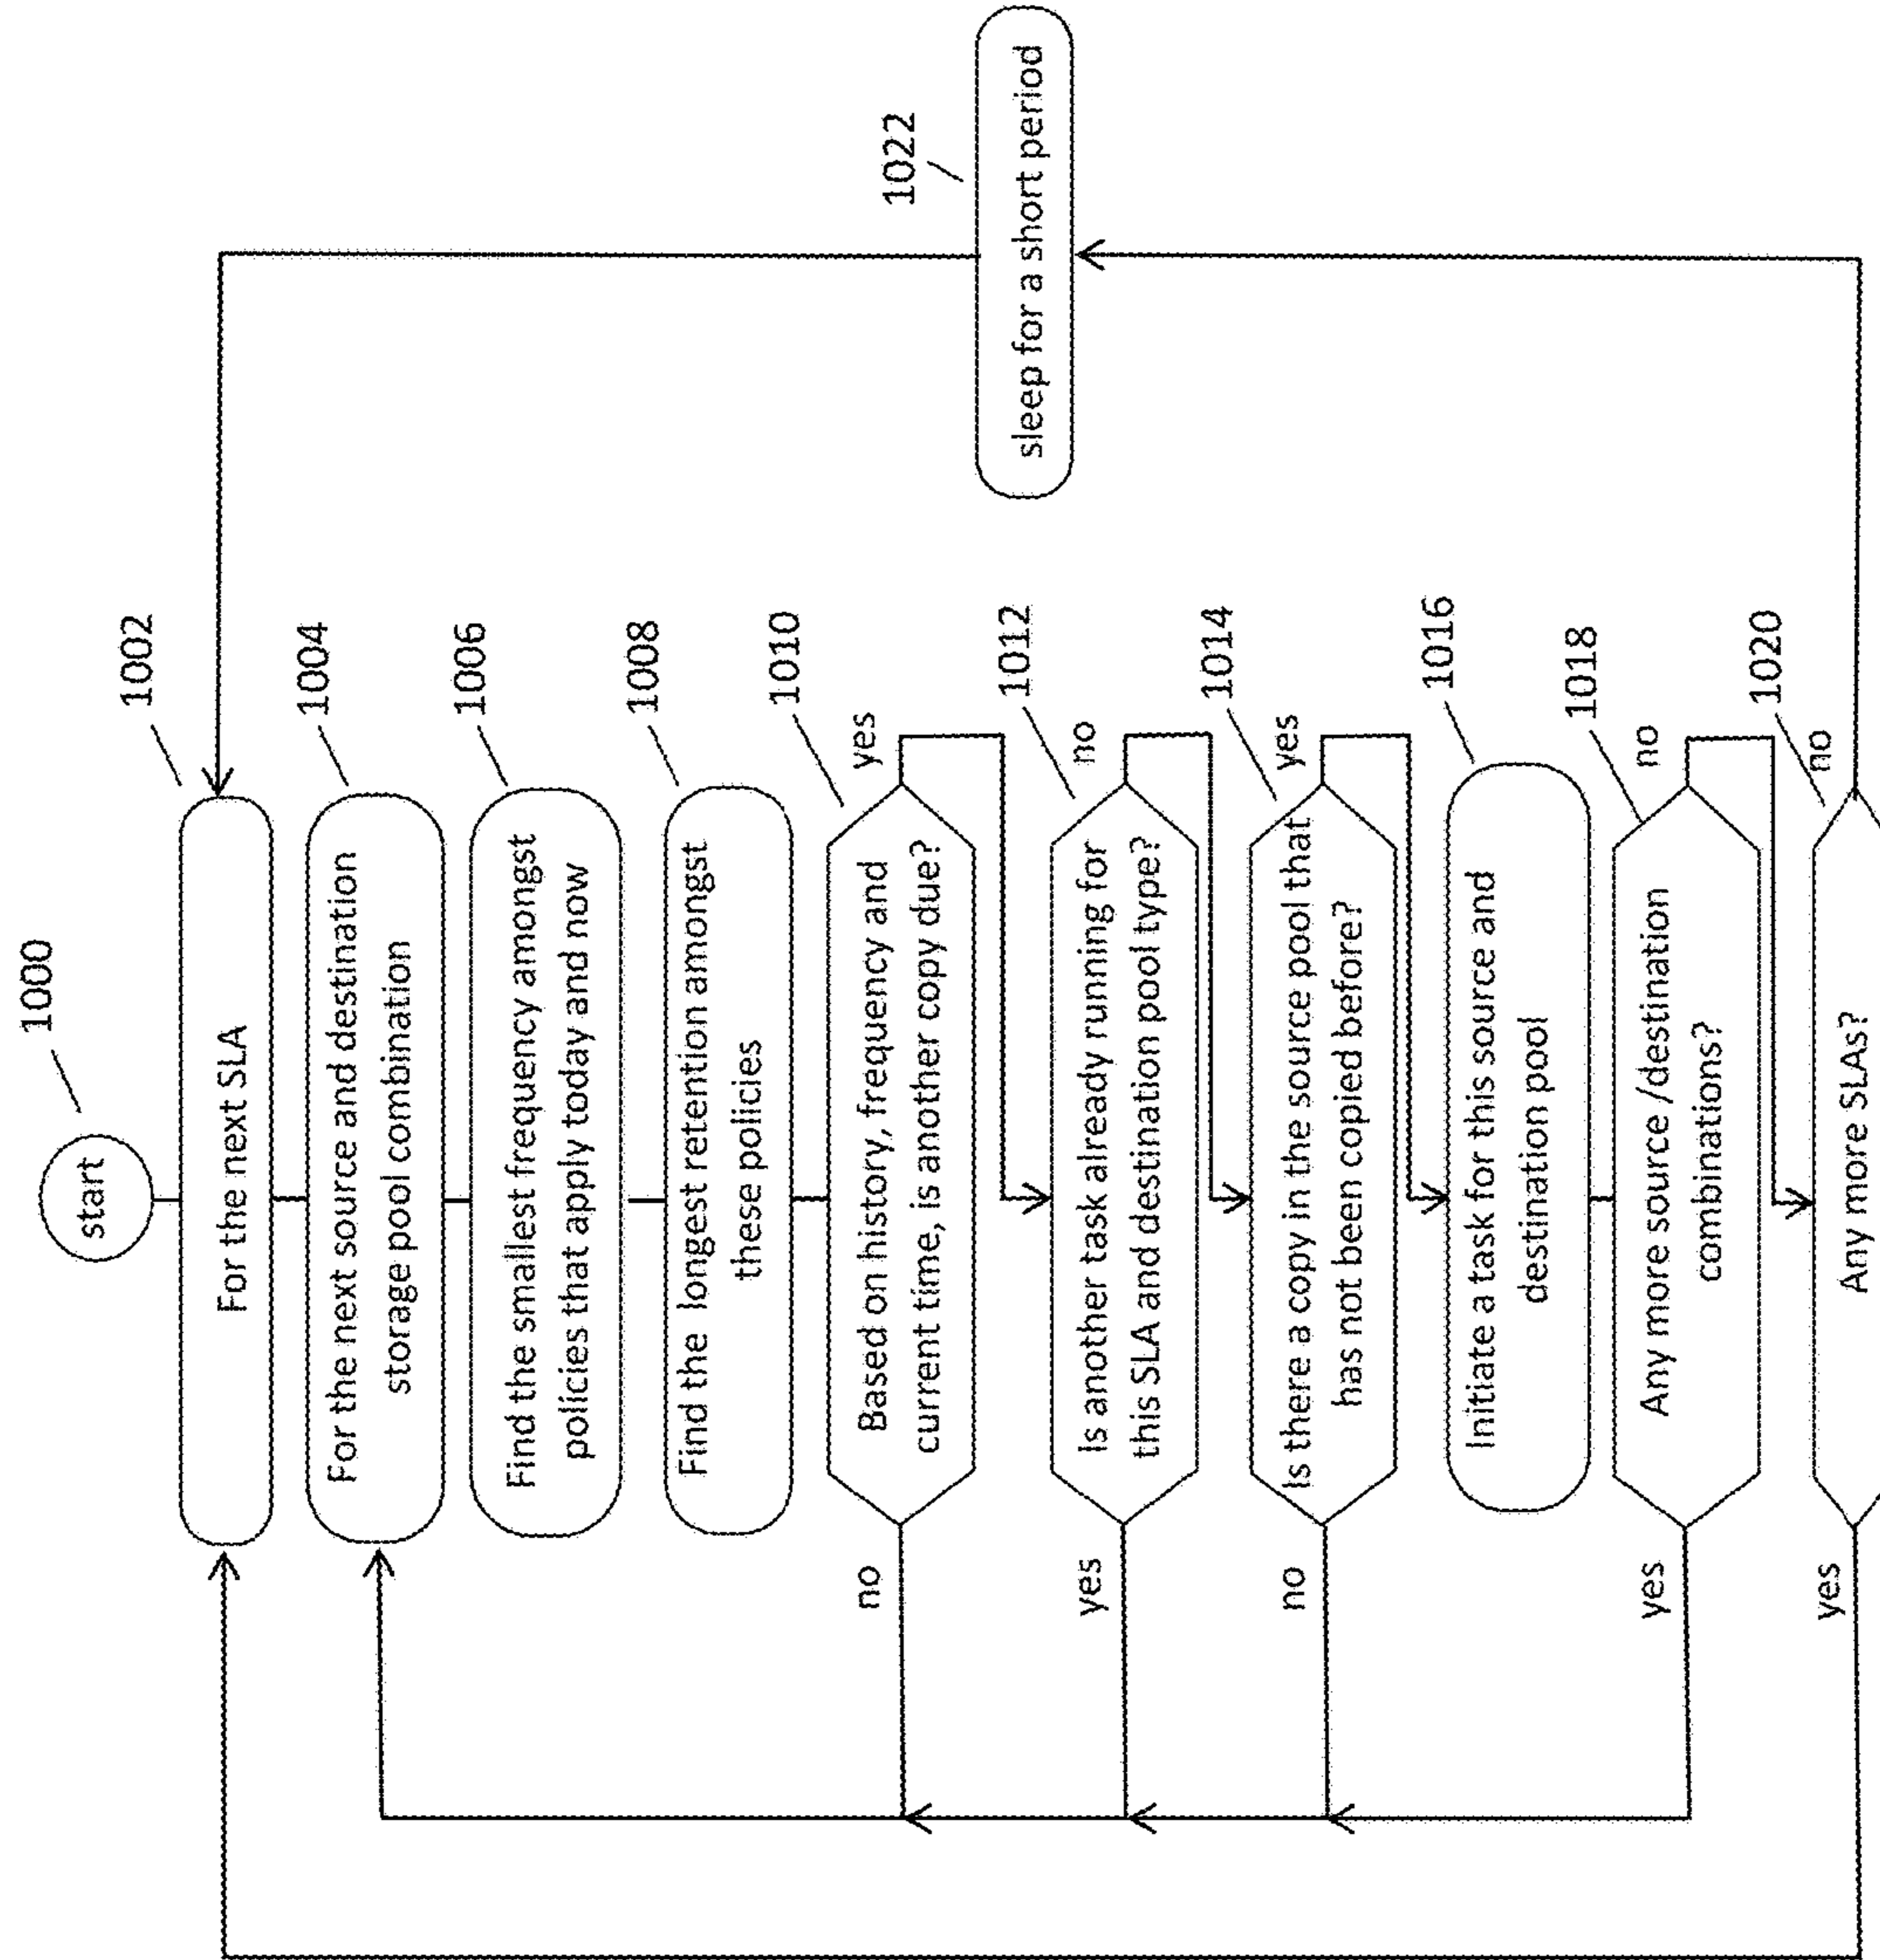 1000
start
1002
For the next SLA
1004
For the next source and destination
storage pool combination
1006
Find the smallest frequency amongst
policies that apply today and now
1008
Find the longest retention amongst
these policies
1010
Based on history, frequency and
current time, is another copy due?
no
yes
1012
Is another task already running for
this SLA and destination pool type?
yes
no
1014
Is there a copy in the source pool that
has not been copied before?
no
yes
1016
Initiate a task for this source and
destination pool
1018
Any more source /destination
combinations?
yes
no
1020
Any more SLAs?
yes
no
1022
sleep for a short period